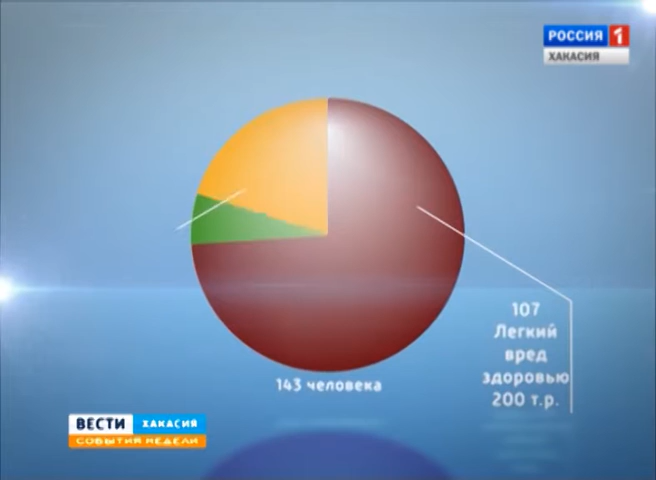 РОССИЯ 1
ХАКАСИЯ
107
Легкий
вред
здоровью
200 т.р.
143 человека
ВЕСТИ ХАКАСИЯ
СОБЫТИЯ НЕДЕЛИ